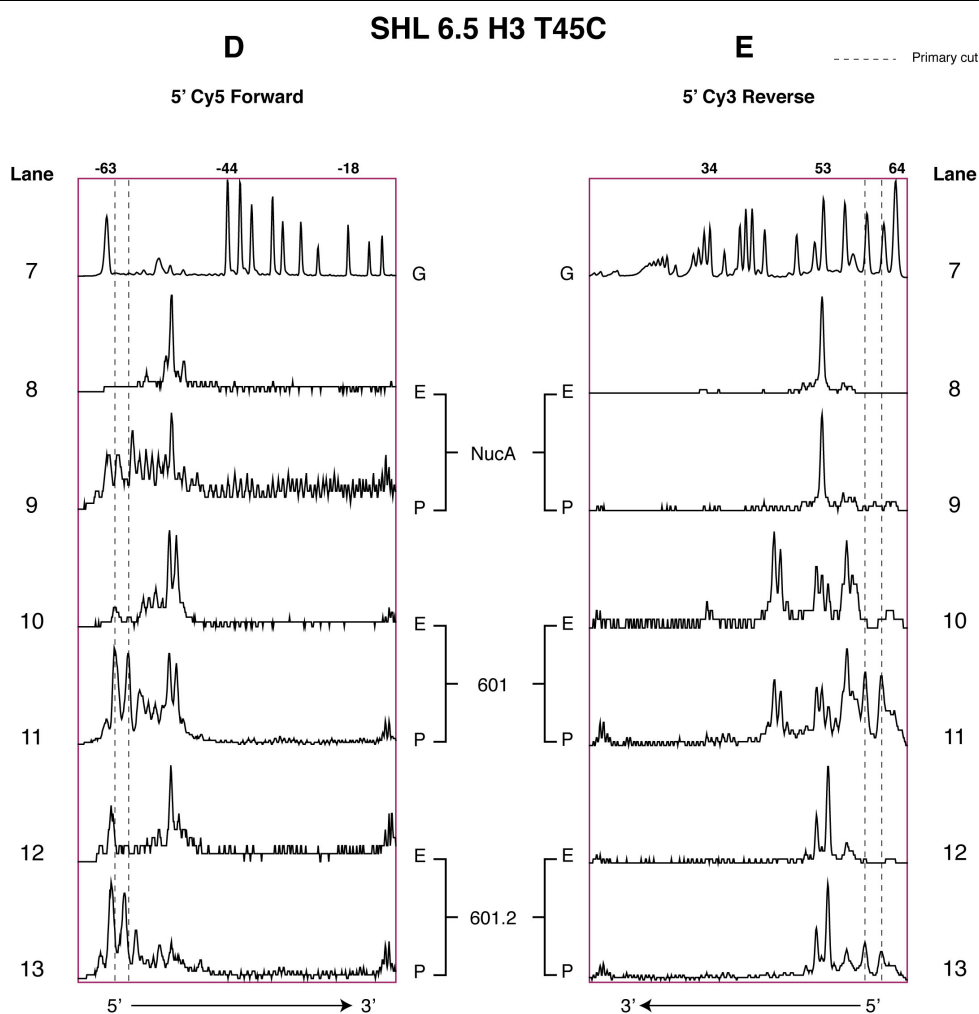 SHL 6.5 H3 T45C
D E
Primary cut
5’ Cy5 Forward 5’ Cy3 Reverse
Lane -63 -44 -18 34 53 64 Lane
7 G G 7
8 E E 8
NucA
9 P P 9
10 E E 10
601
11 P P 11
12 E E 12
601.2
13 P P 13
5’ 3’ 3’ 5’